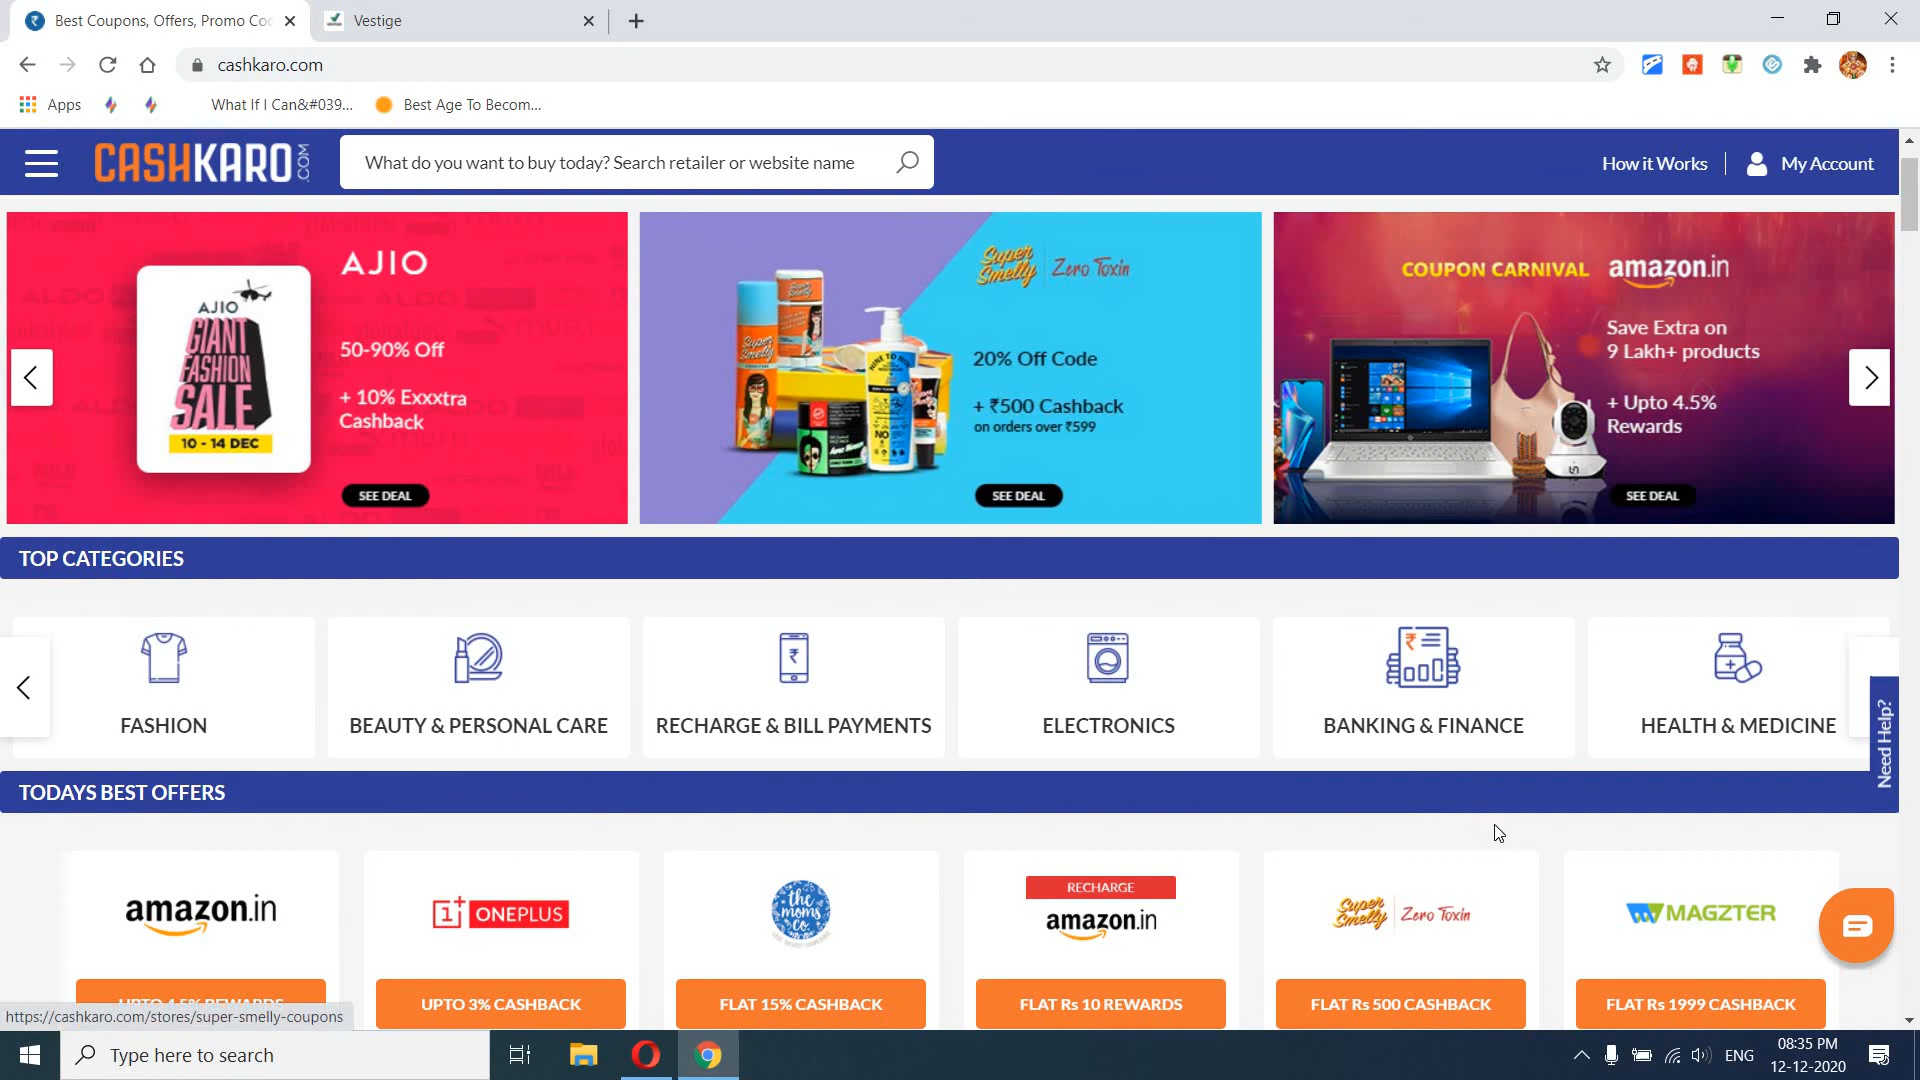 Best Coupons, Offers, Promo Co
Vestige
cashkaro.com
Apps
What If I Can&#039...
Best Age To Becom...
CASHKARO.COM
What do you want to buy today? Search retailer or website name
How it Works
My Account
AJIO
AJIO
GIANT
FASHION
SALE
10 - 14 DEC
50-90% Off
+ 10% Exxxtra
Cashback
SEE DEAL
Super
Smelly
Zero Toxin
20% Off Code
+ ₹500 Cashback
on orders over ₹599
SEE DEAL
COUPON CARNIVAL
amazon.in
Save Extra on
9 Lakh+ products
+ Upto 4.5%
Rewards
SEE DEAL
TOP CATEGORIES
FASHION
BEAUTY & PERSONAL CARE
RECHARGE & BILL PAYMENTS
ELECTRONICS
BANKING & FINANCE
HEALTH & MEDICINE
Need Help?
TODAYS BEST OFFERS
amazon.in
ONEPLUS
the
moms
co.
RECHARGE
amazon.in
Super
Smelly
Zero Toxin
MAGZTER
UPTO 4.5% REWARDS
UPTO 3% CASHBACK
FLAT 15% CASHBACK
FLAT Rs 10 REWARDS
FLAT Rs 500 CASHBACK
FLAT Rs 1999 CASHBACK
https://cashkaro.com/stores/super-smelly-coupons
Type here to search
ENG
08:35 PM
12-12-2020